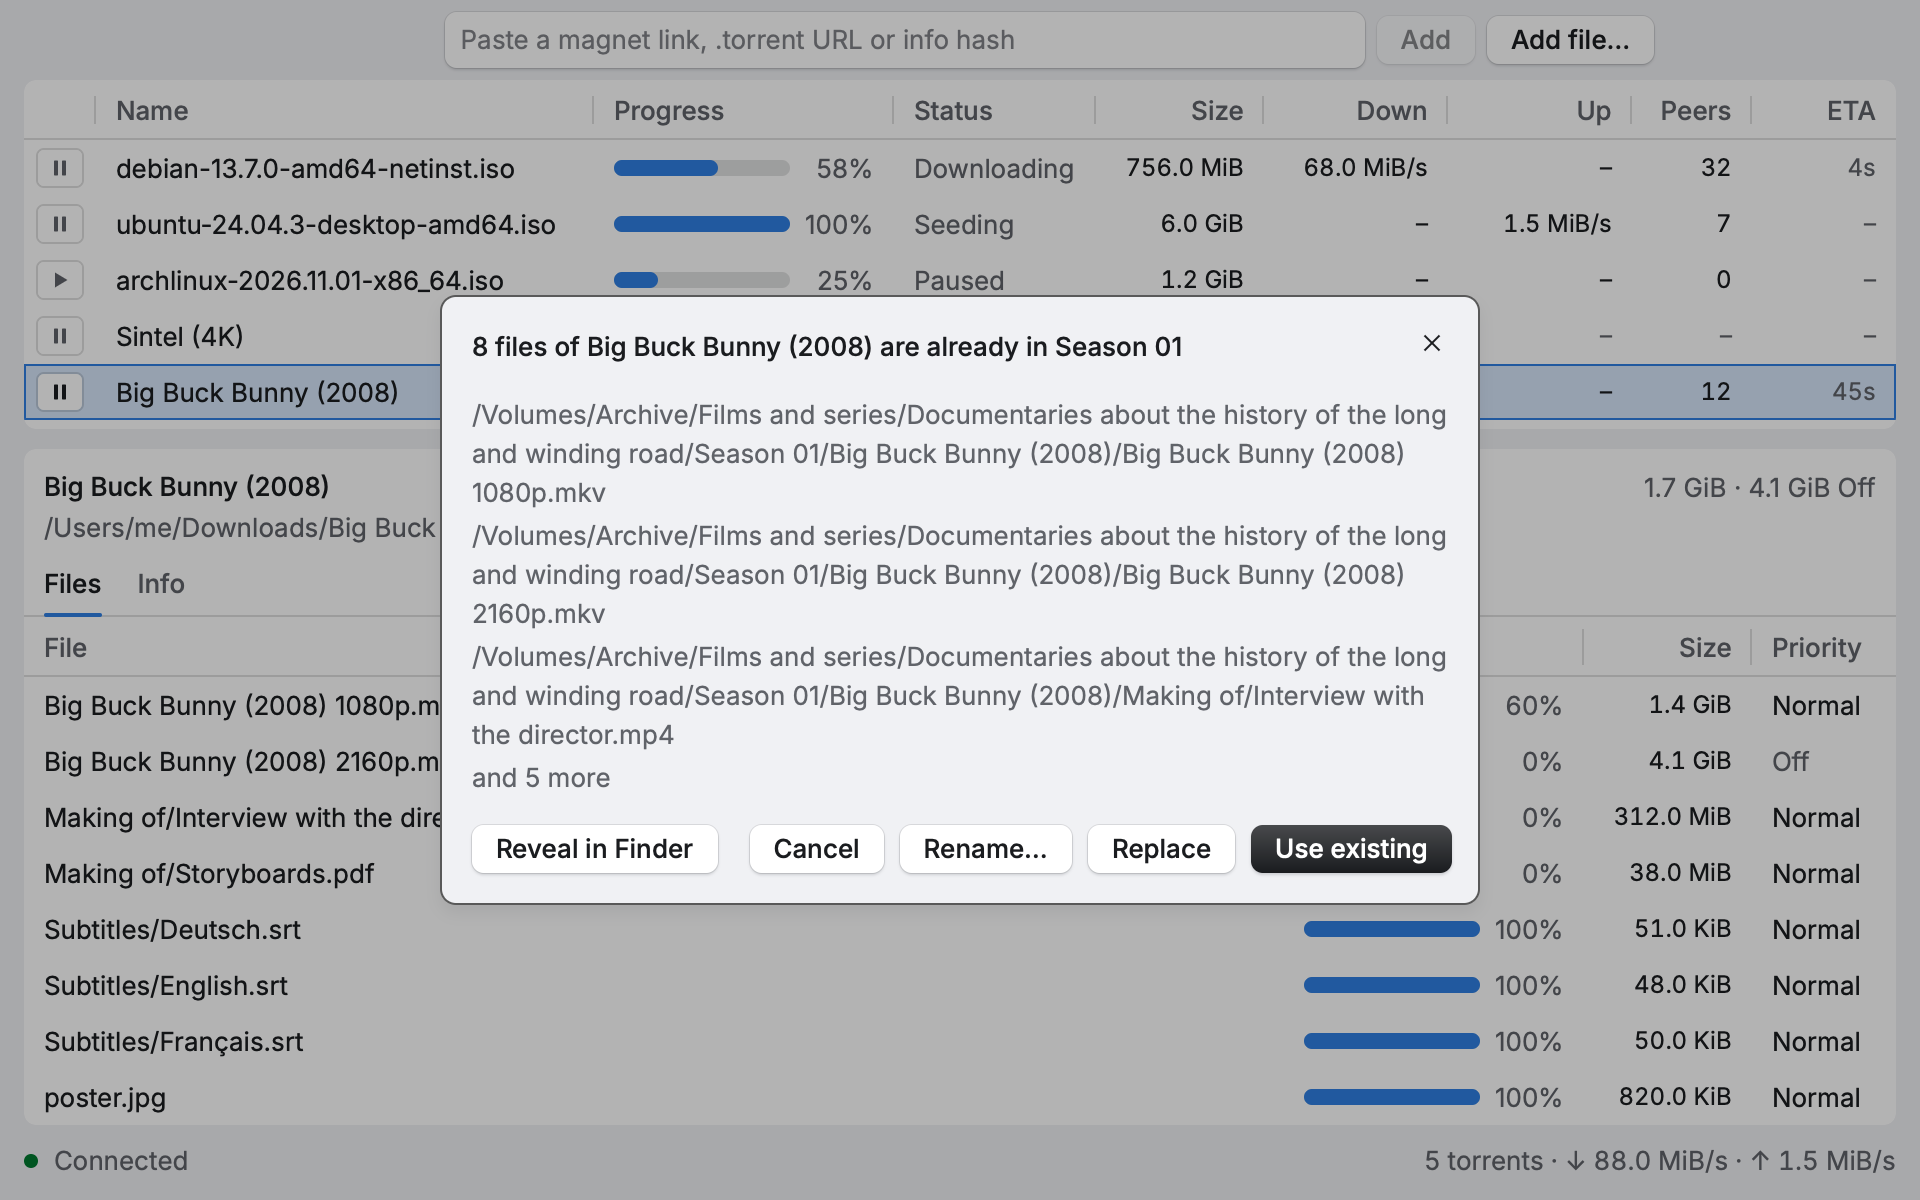 Paste a magnet link, .torrent URL or info hash
Add
Add file...
Name Progress Status Size Down Up Peers ETA
debian-13.7.0-amd64-netinst.iso 58% Downloading 756.0 MiB 68.0 MiB/s – 32 4s
ubuntu-24.04.3-desktop-amd64.iso 100% Seeding 6.0 GiB – 1.5 MiB/s 7 –
archlinux-2026.11.01-x86_64.iso 25% Paused 1.2 GiB – – 0 –
Sintel (4K) – – –
Big Buck Bunny (2008) – 12 45s
8 files of Big Buck Bunny (2008) are already in Season 01
/Volumes/Archive/Films and series/Documentaries about the history of the long
and winding road/Season 01/Big Buck Bunny (2008)/Big Buck Bunny (2008)
1080p.mkv
/Volumes/Archive/Films and series/Documentaries about the history of the long
and winding road/Season 01/Big Buck Bunny (2008)/Big Buck Bunny (2008)
2160p.mkv
/Volumes/Archive/Films and series/Documentaries about the history of the long
and winding road/Season 01/Big Buck Bunny (2008)/Making of/Interview with
the director.mp4
and 5 more
Reveal in Finder
Cancel
Rename...
Replace
Use existing
Big Buck Bunny (2008) 1.7 GiB · 4.1 GiB Off
/Users/me/Downloads/Big Buck
Files Info
File Size Priority
Big Buck Bunny (2008) 1080p.m 60% 1.4 GiB Normal
Big Buck Bunny (2008) 2160p.m 0% 4.1 GiB Off
Making of/Interview with the dire 0% 312.0 MiB Normal
Making of/Storyboards.pdf 0% 38.0 MiB Normal
Subtitles/Deutsch.srt 100% 51.0 KiB Normal
Subtitles/English.srt 100% 48.0 KiB Normal
Subtitles/Français.srt 100% 50.0 KiB Normal
poster.jpg 100% 820.0 KiB Normal
Connected 5 torrents · ↓ 88.0 MiB/s · ↑ 1.5 MiB/s